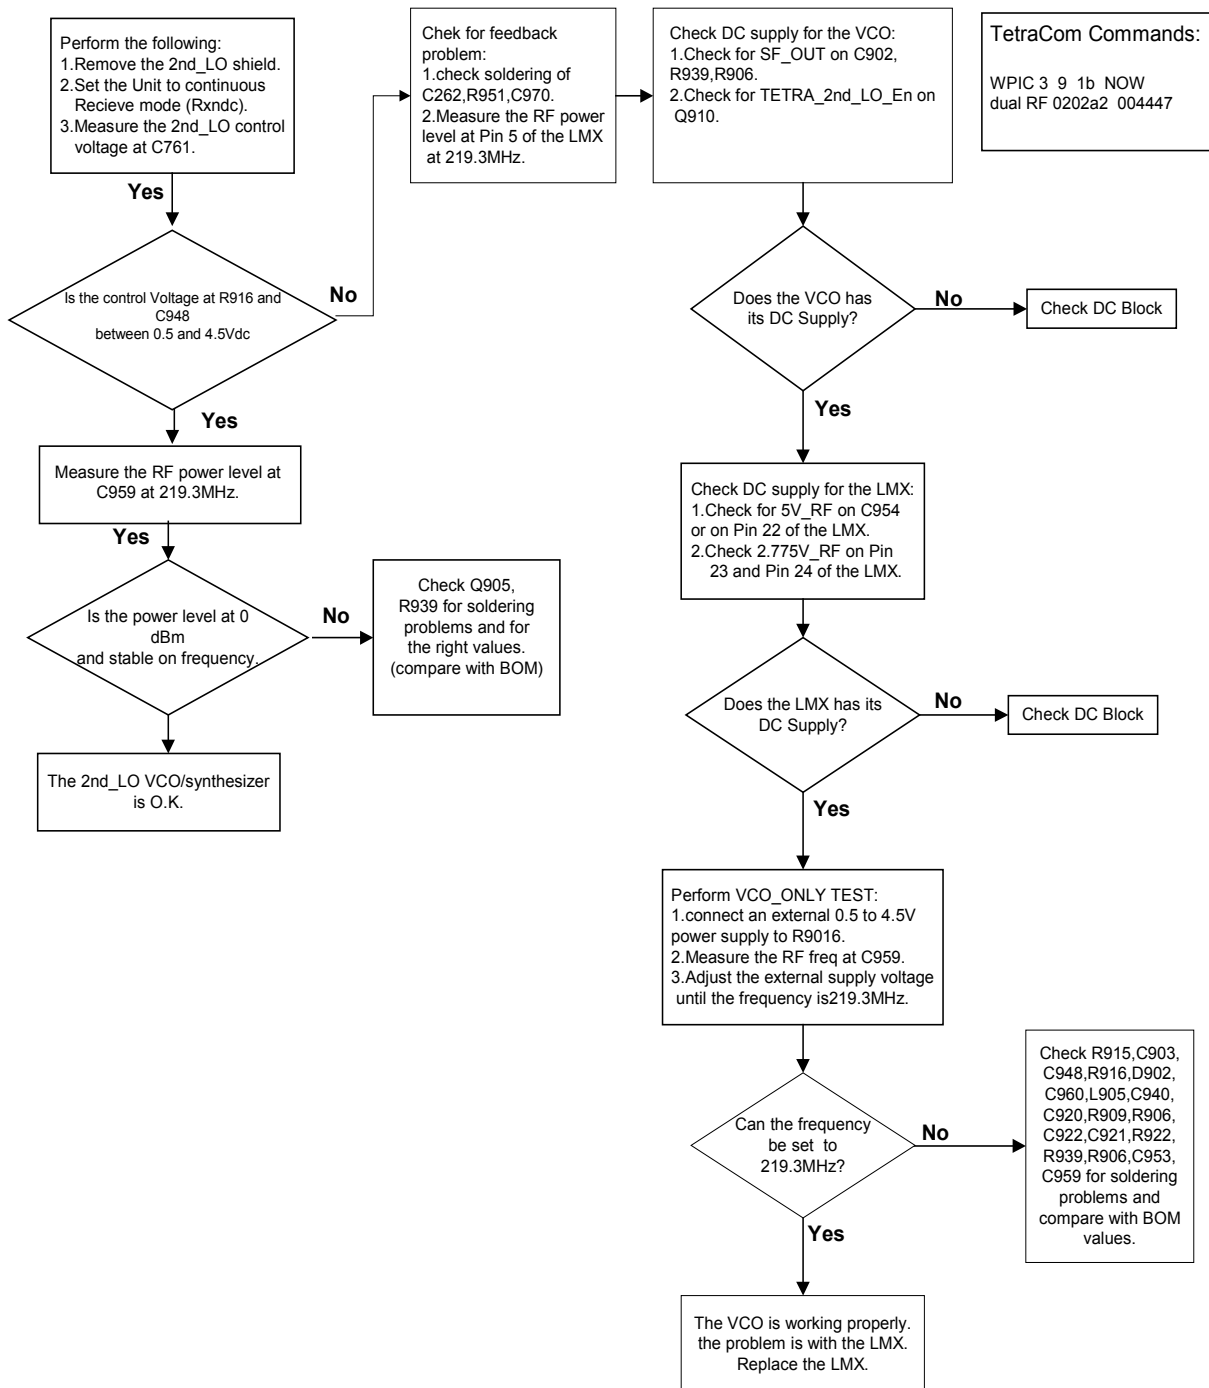 Perform the following:
1.Remove the 2nd_LO shield.
2.Set the Unit to continuous
Recieve mode (Rxndc).
3.Measure the 2nd_LO control
voltage at C761.
Yes
Is the control Voltage at R916 and
C948
between 0.5 and 4.5Vdc
No
Yes
Measure the RF power level at
C959 at 219.3MHz.
Yes
Is the power level at 0
dBm
and stable on frequency.
No
Check Q905,
R939 for soldering
problems and for
the right values.
(compare with BOM)
The 2nd_LO VCO/synthesizer
is O.K.
Chek for feedback
problem:
1.check soldering of
C262,R951,C970.
2.Measure the RF power
level at Pin 5 of the LMX
at 219.3MHz.
Check DC supply for the VCO:
1.Check for SF_OUT on C902,
R939,R906.
2.Check for TETRA_2nd_LO_En on
Q910.
Does the VCO has
its DC Supply?
No
Check DC Block
Yes
Check DC supply for the LMX:
1.Check for 5V_RF on C954
or on Pin 22 of the LMX.
2.Check 2.775V_RF on Pin
23 and Pin 24 of the LMX.
Does the LMX has its
DC Supply?
No
Check DC Block
Yes
Perform VCO_ONLY TEST:
1.connect an external 0.5 to 4.5V
power supply to R9016.
2.Measure the RF freq at C959.
3.Adjust the external supply voltage
until the frequency is219.3MHz.
Can the frequency
be set to
219.3MHz?
No
Check R915,C903,
C948,R916,D902,
C960,L905,C940,
C920,R909,R906,
C922,C921,R922,
R939,R906,C953,
C959 for soldering
problems and
compare with BOM
values.
Yes
The VCO is working properly.
the problem is with the LMX.
Replace the LMX.
TetraCom Commands:
WPIC 3 9 1b NOW
dual RF 0202a2 004447